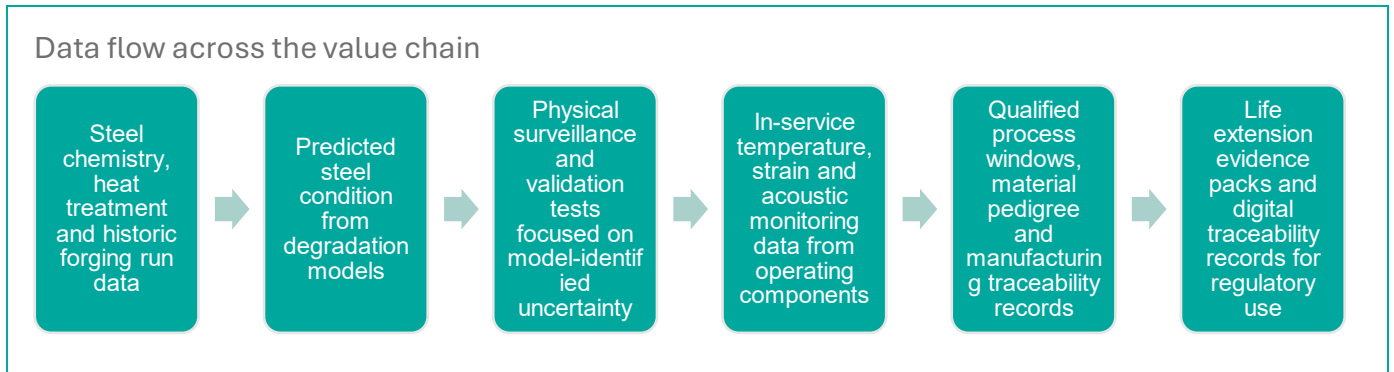 Data flow across the value chain
Steel
chemistry,
heat
treatment
and historic
forging run
data
Predicted
steel
condition
from
degradation
models
Physical
surveillance
and
validation
tests
focused on
model-identif
ied
uncertainty
In-service
temperature,
strain and
acoustic
monitoring
data from
operating
components
Qualified
process
windows,
material
pedigree
and
manufacturin
g traceability
records
Life
extension
evidence
packs and
digital
traceability
records for
regulatory
use